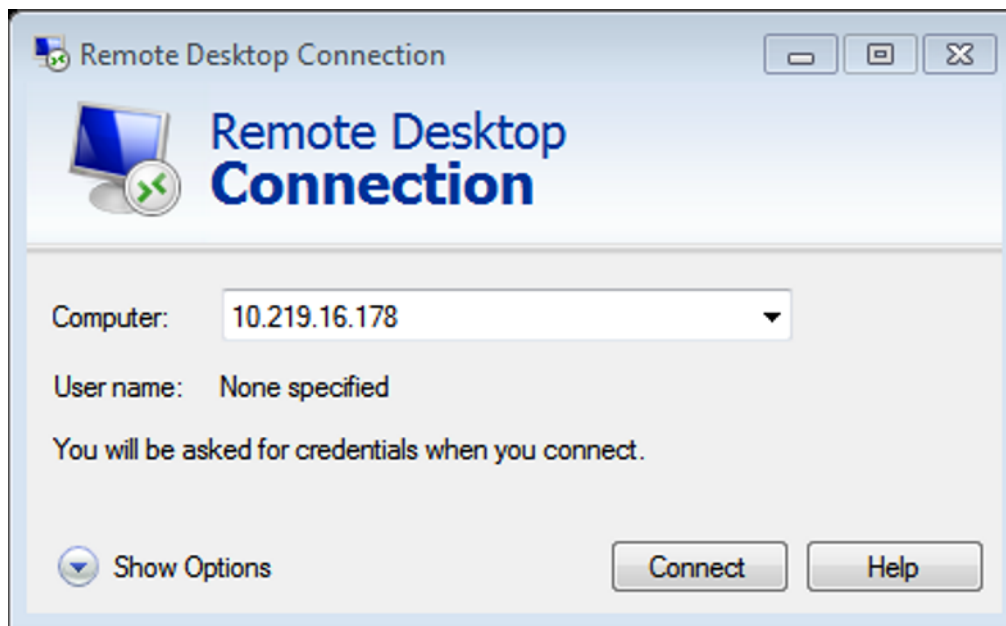 Remote Desktop Connection
Remote Desktop
Connection
Computer: 10.219.16.178
User name: None specified
You will be asked for credentials when you connect.
Show Options Connect Help